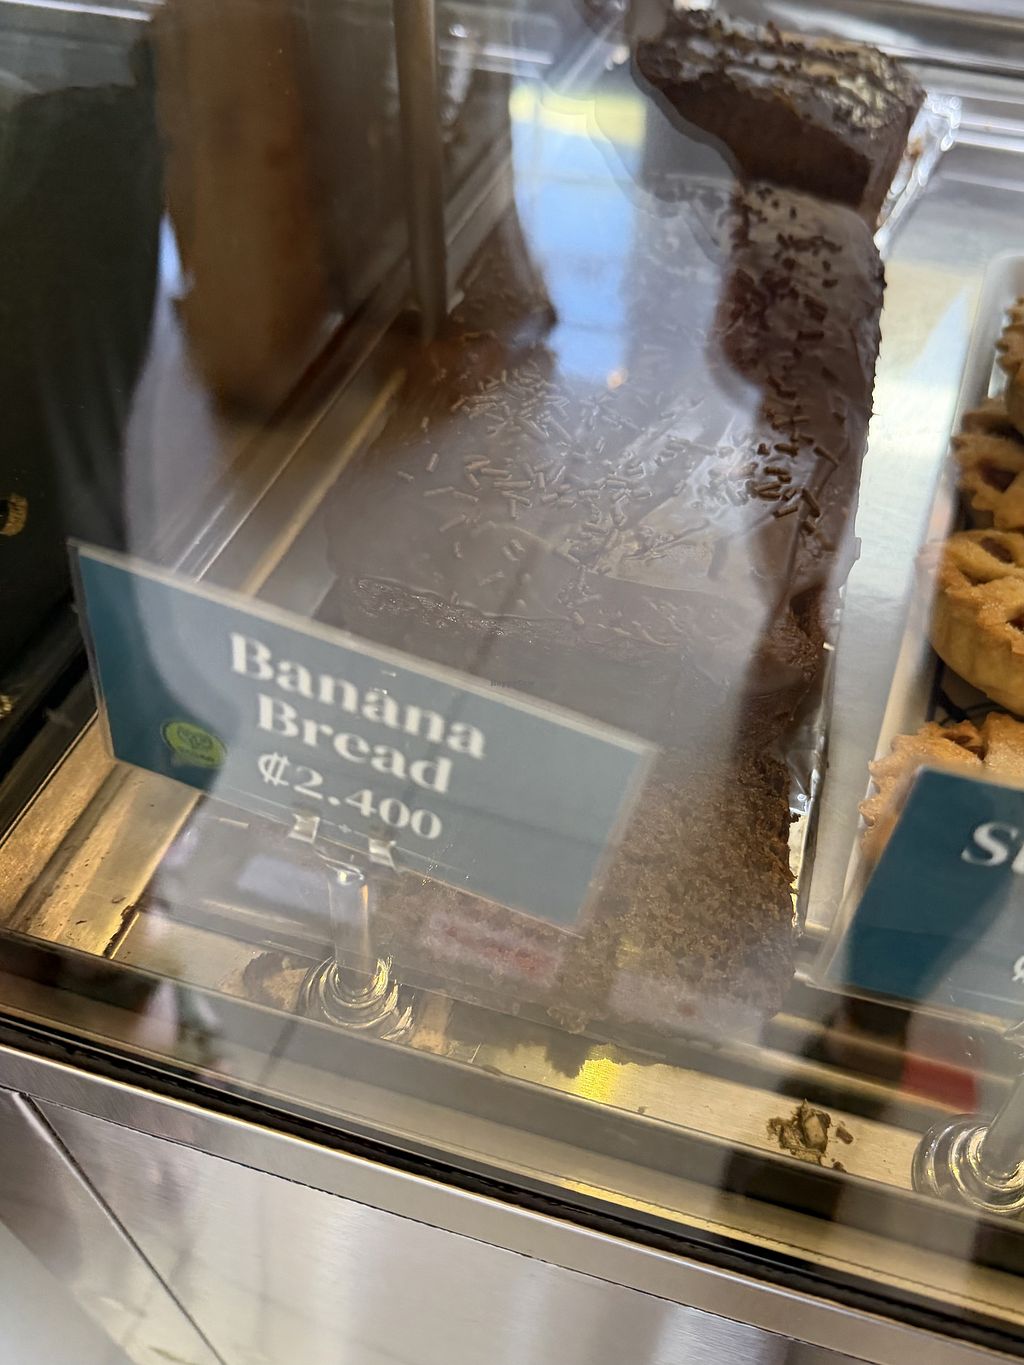 Banana
Bread
₡2.400
S
₡